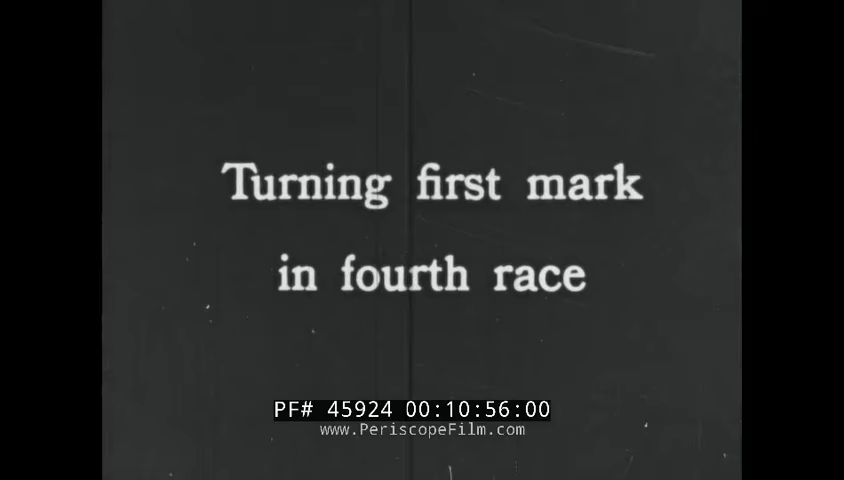 Turning first mark
in fourth race
PF# 45924 00:10:56:00
www.PeriscopeFilm.com